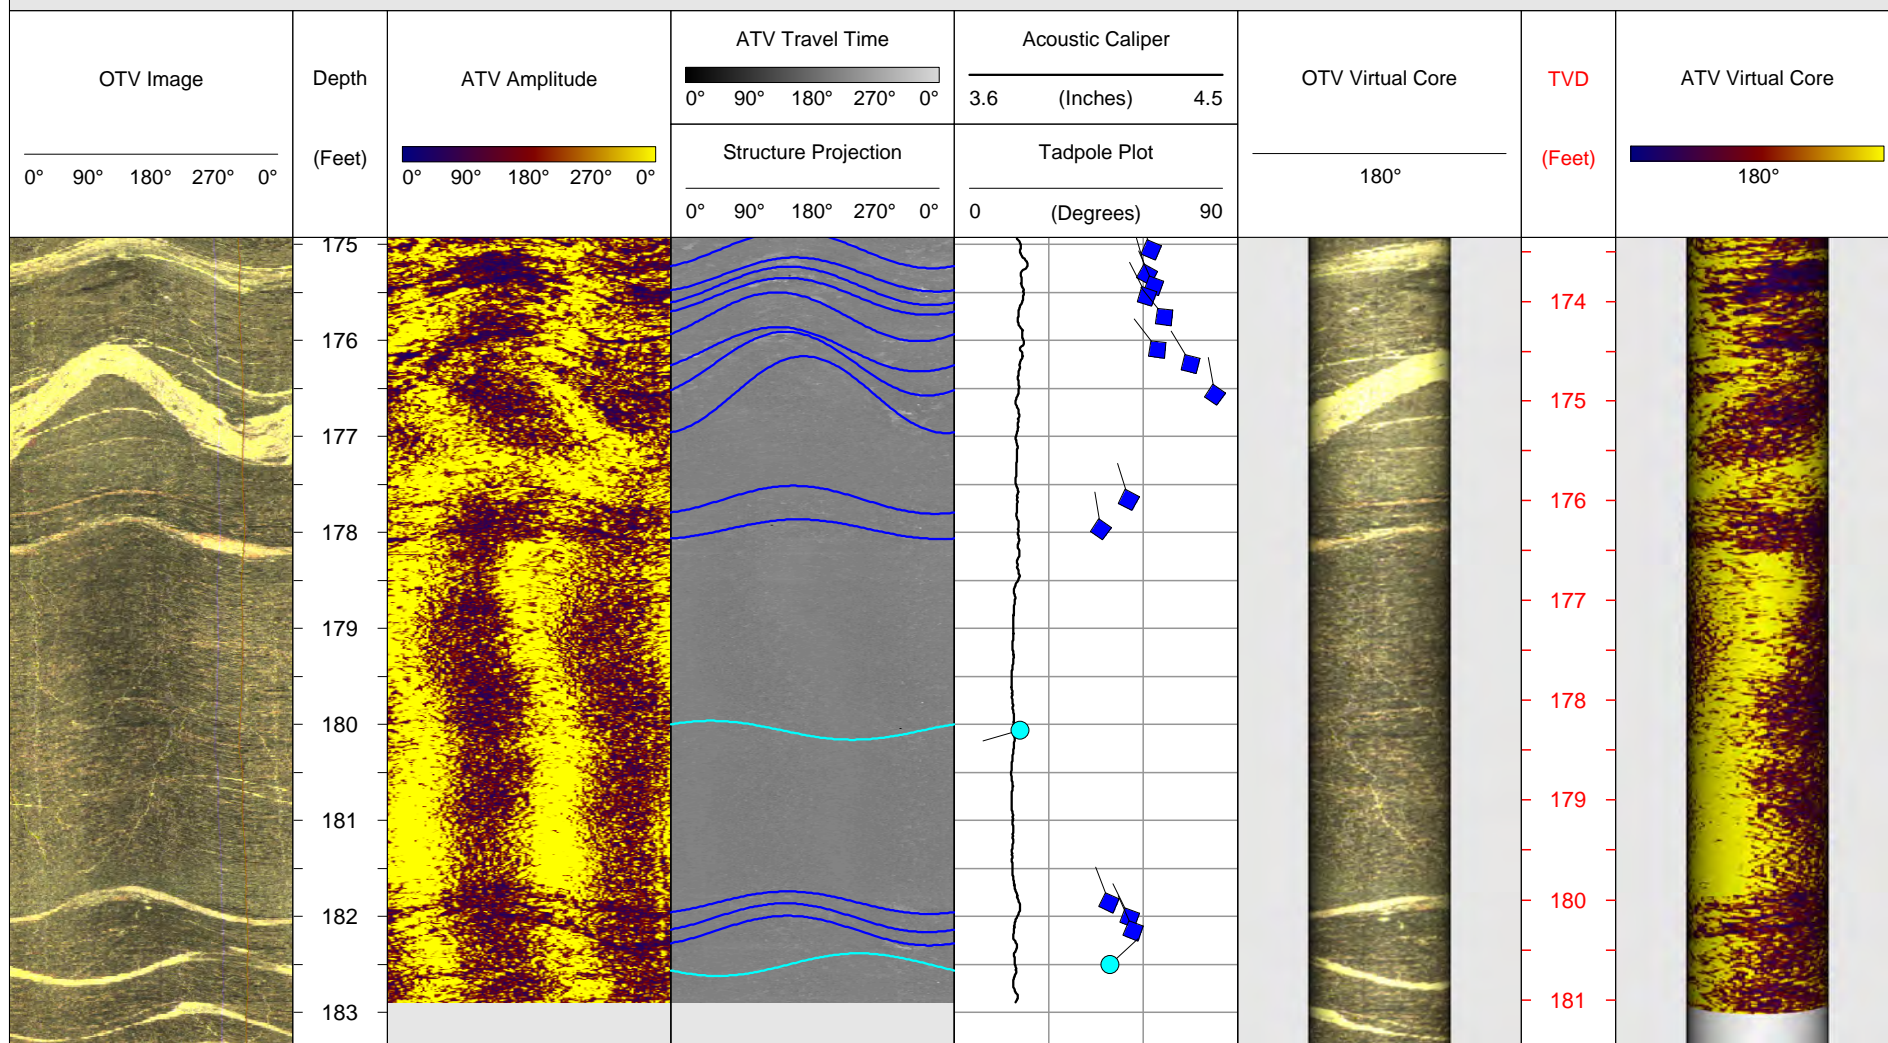 OTV Image
0° 90° 180° 270° 0°
Depth
(Feet)
ATV Amplitude
0° 90° 180° 270° 0°
ATV Travel Time
0° 90° 180° 270° 0°
Structure Projection
0° 90° 180° 270° 0°
Acoustic Caliper
3.6 (Inches) 4.5
Tadpole Plot
0 (Degrees) 90
OTV Virtual Core
180°
TVD
(Feet)
ATV Virtual Core
180°
175
176
177
178
179
180
181
182
183
174
175
176
177
178
179
180
181